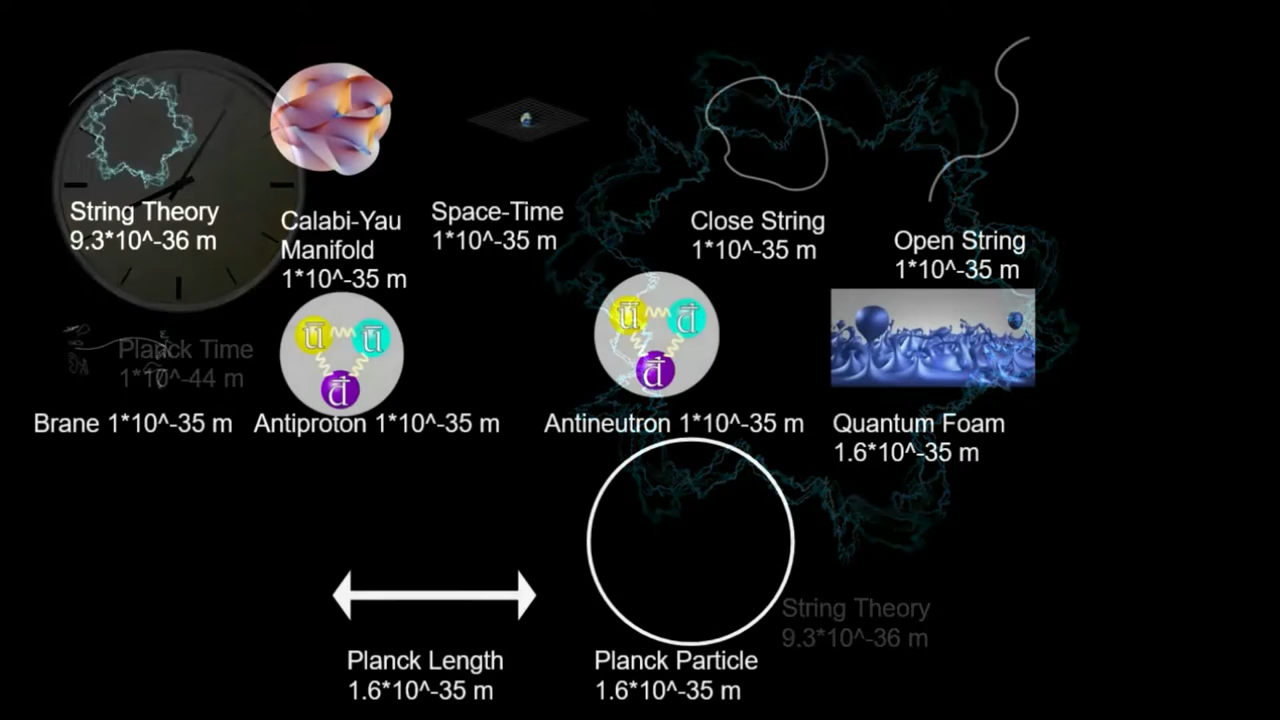 String Theory
9.3*10^-36 m
Calabi-Yau
Manifold
1*10^-35 m
Space-Time
1*10^-35 m
Close String
1*10^-35 m
Open String
1*10^-35 m
Planck Time
1*10^-44 m
Brane 1*10^-35 m
u̅ u̅
d̅
Antiproton 1*10^-35 m
u̅ d̅
d̅
Antineutron 1*10^-35 m
Quantum Foam
1.6*10^-35 m
Planck Length
1.6*10^-35 m
Planck Particle
1.6*10^-35 m
String Theory
9.3*10^-36 m